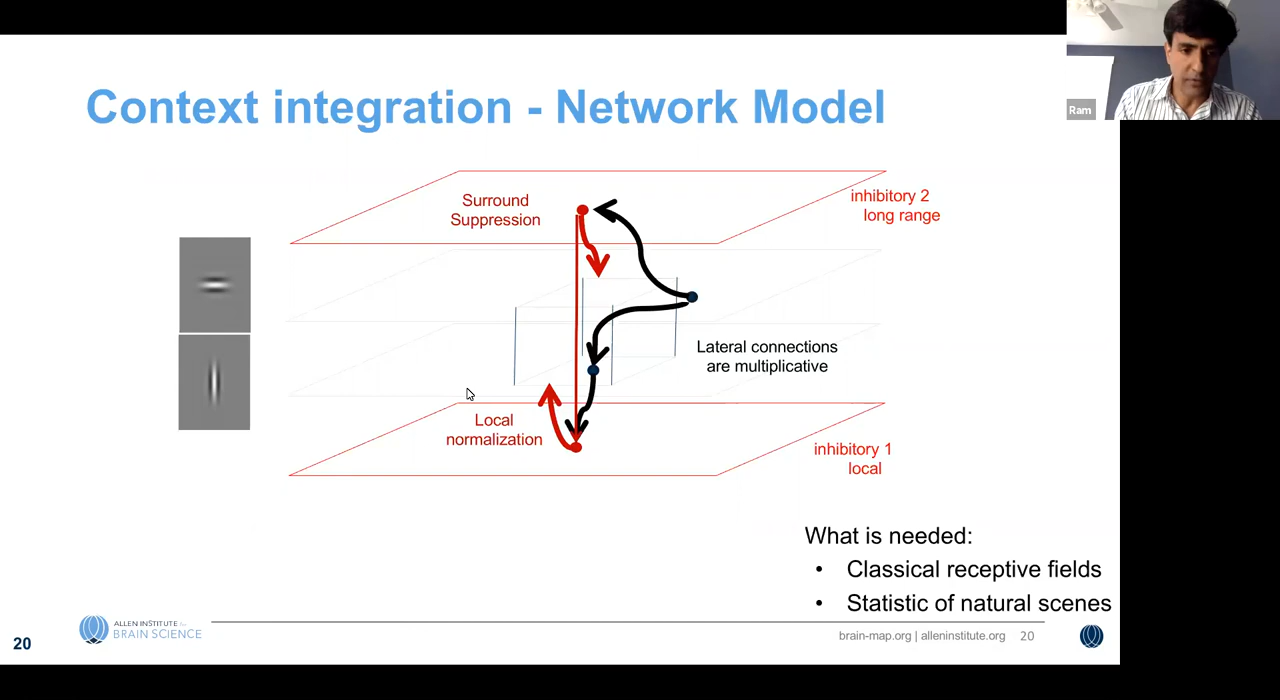 Ram
Context integration - Network Model
Surround
Suppression
inhibitory 2
long range
Lateral connections
are multiplicative
Local
normalization
inhibitory 1
local
What is needed:
• Classical receptive fields
• Statistic of natural scenes
20
ALLEN INSTITUTE for
BRAIN SCIENCE
brain-map.org | alleninstitute.org 20